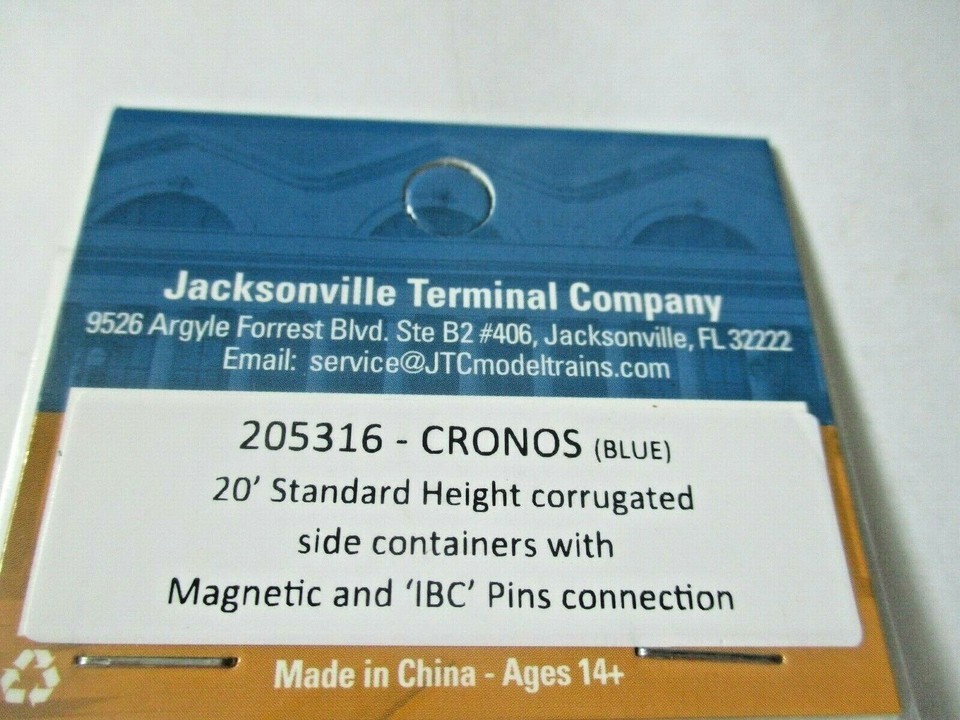 Jacksonville Terminal Company
9526 Argyle Forrest Blvd. Ste B2 #406, Jacksonville, FL 32222
Email: service@JTCmodeltrains.com
205316 - CRONOS (BLUE)
20' Standard Height corrugated
side containers with
Magnetic and ‘IBC’ Pins connection
Made in China - Ages 14+